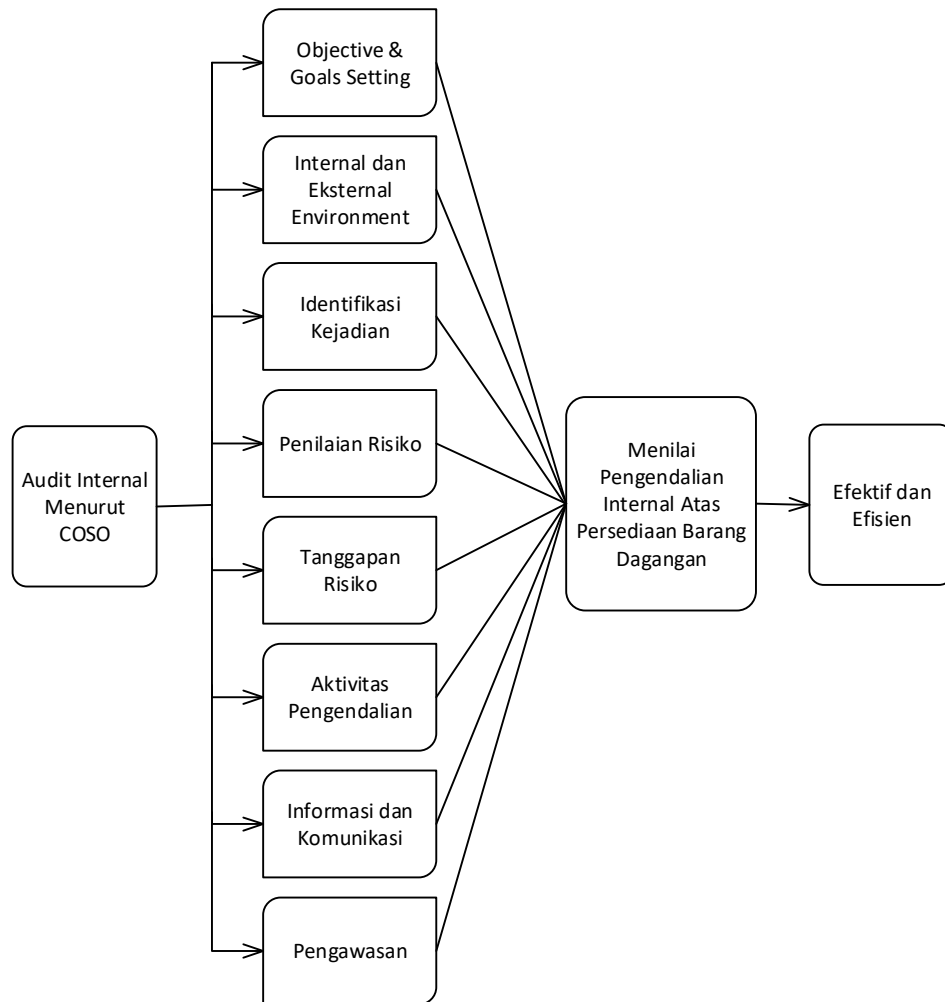 Objective &
Goals Setting
Internal dan
Eksternal
Environment
Identifikasi
Kejadian
Penilaian Risiko
Audit Internal
Menurut
COSO
Tanggapan
Risiko
Aktivitas
Pengendalian
Informasi dan
Komunikasi
Pengawasan
Menilai
Pengendalian
Internal Atas
Persediaan Barang
Dagangan
Efektif dan
Efisien